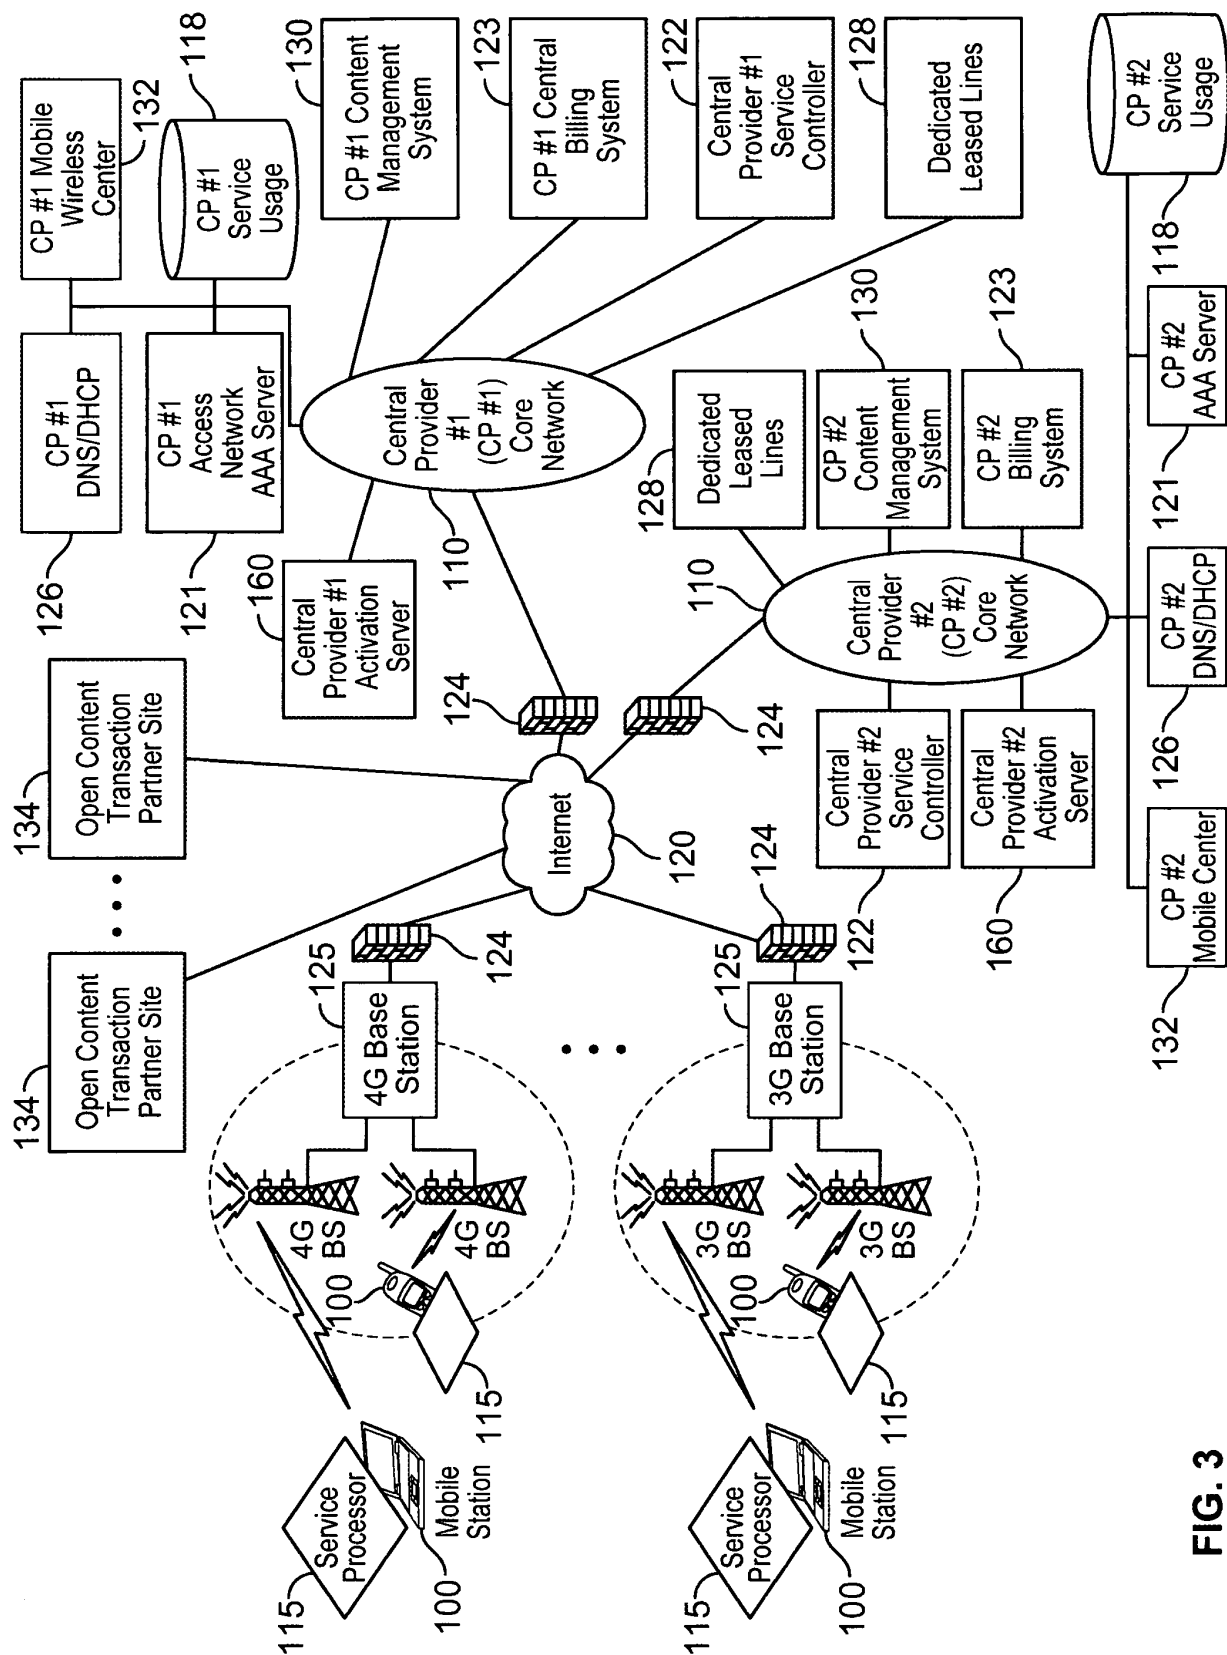 134
Open Content
Transaction
Partner Site
134
Open Content
Transaction
Partner Site
126
CP #1
DNS/DHCP
CP #1 Mobile
Wireless
Center
132
121
CP #1
Access
Network
AAA Server
CP #1
Service
Usage
118
160
Central
Provider #1
Activation
Server
CP #1 Content
Management
System
130
110
Central
Provider
#1
(CP #1)
Core
Network
CP #1 Central
Billing
System
123
Central
Provider #1
Service
Controller
122
Dedicated
Leased Lines
128
124
124
Internet
120
125
4G Base
Station
124
4G
BS
4G
BS
100
115
115
Service
Processor
100
Mobile
Station
125
3G Base
Station
124
3G
BS
3G
BS
100
115
115
Service
Processor
100
Mobile
Station
128
Dedicated
Leased
Lines
110
Central
Provider
#2
(CP #2)
Core
Network
CP #2
Content
Management
System
130
CP #2
Billing
System
123
Central
Provider #2
Service
Controller
122
Central
Provider #2
Activation
Server
160
CP #2
Service
Usage
118
132
CP #2
Mobile Center
126
CP #2
DNS/DHCP
121
CP #2
AAA Server
FIG. 3